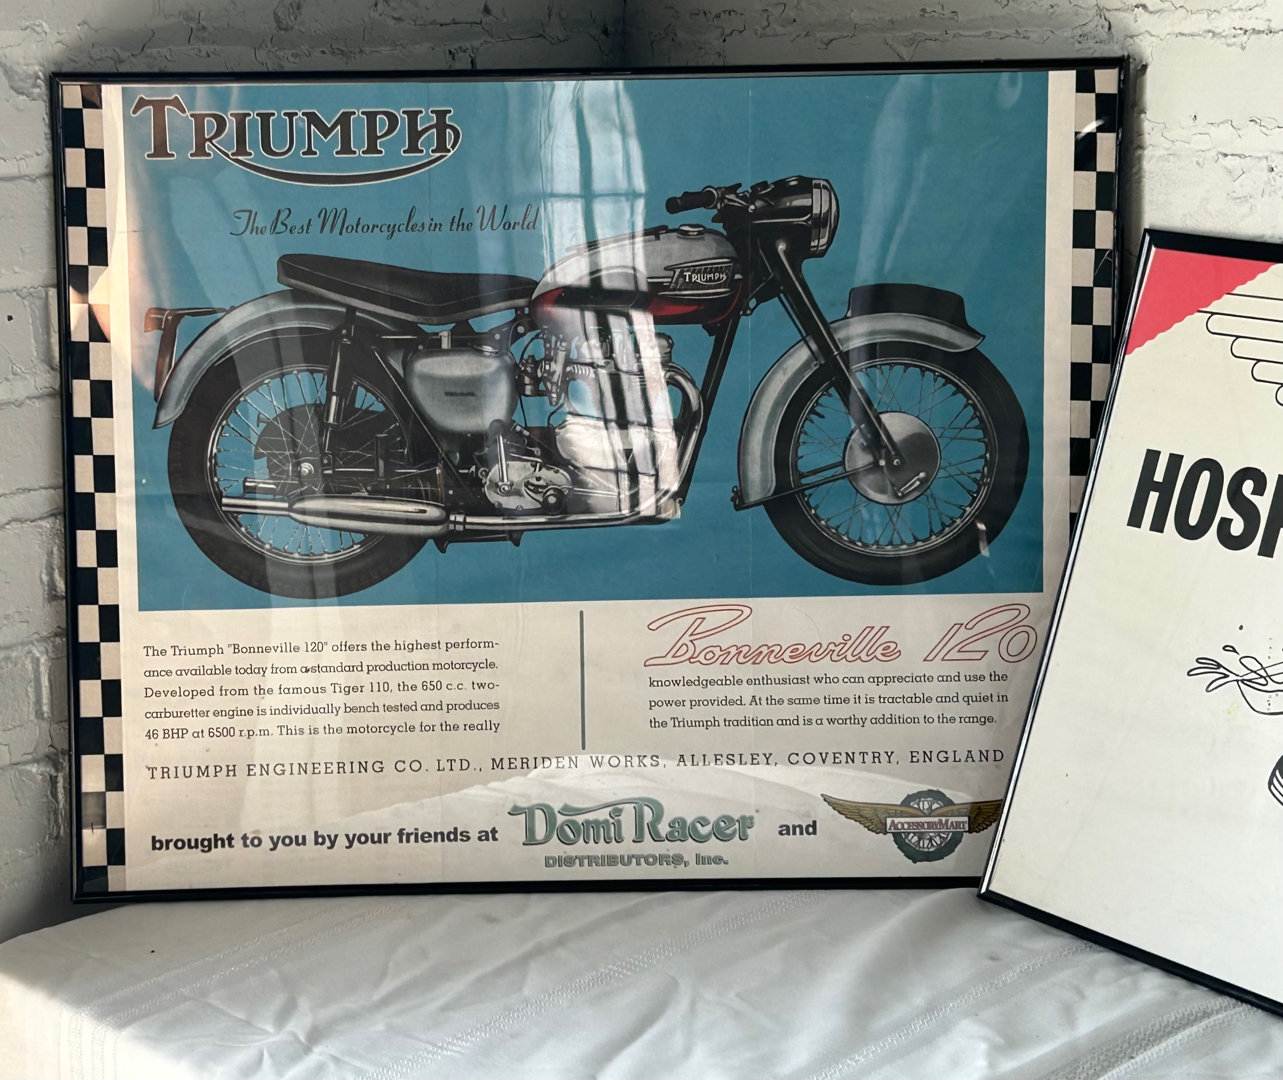 TRIUMPH
The Best Motorcycles in the World
TRIUMPH
The Triumph "Bonneville 120" offers the highest perform-
ance available today from a standard production motorcycle.
Developed from the famous Tiger 110, the 650 c.c. two-
carburetter engine is individually bench tested and produces
46 BHP at 6500 r.p.m. This is the motorcycle for the really
Bonneville 120
knowledgeable enthusiast who can appreciate and use the
power provided. At the same time it is tractable and quiet in
the Triumph tradition and is a worthy addition to the range.
TRIUMPH ENGINEERING CO. LTD., MERIDEN WORKS, ALLESLEY, COVENTRY, ENGLAND
brought to you by your friends at Domi Racer and AccessoryMart
DISTRIBUTORS, Inc.
HOSP